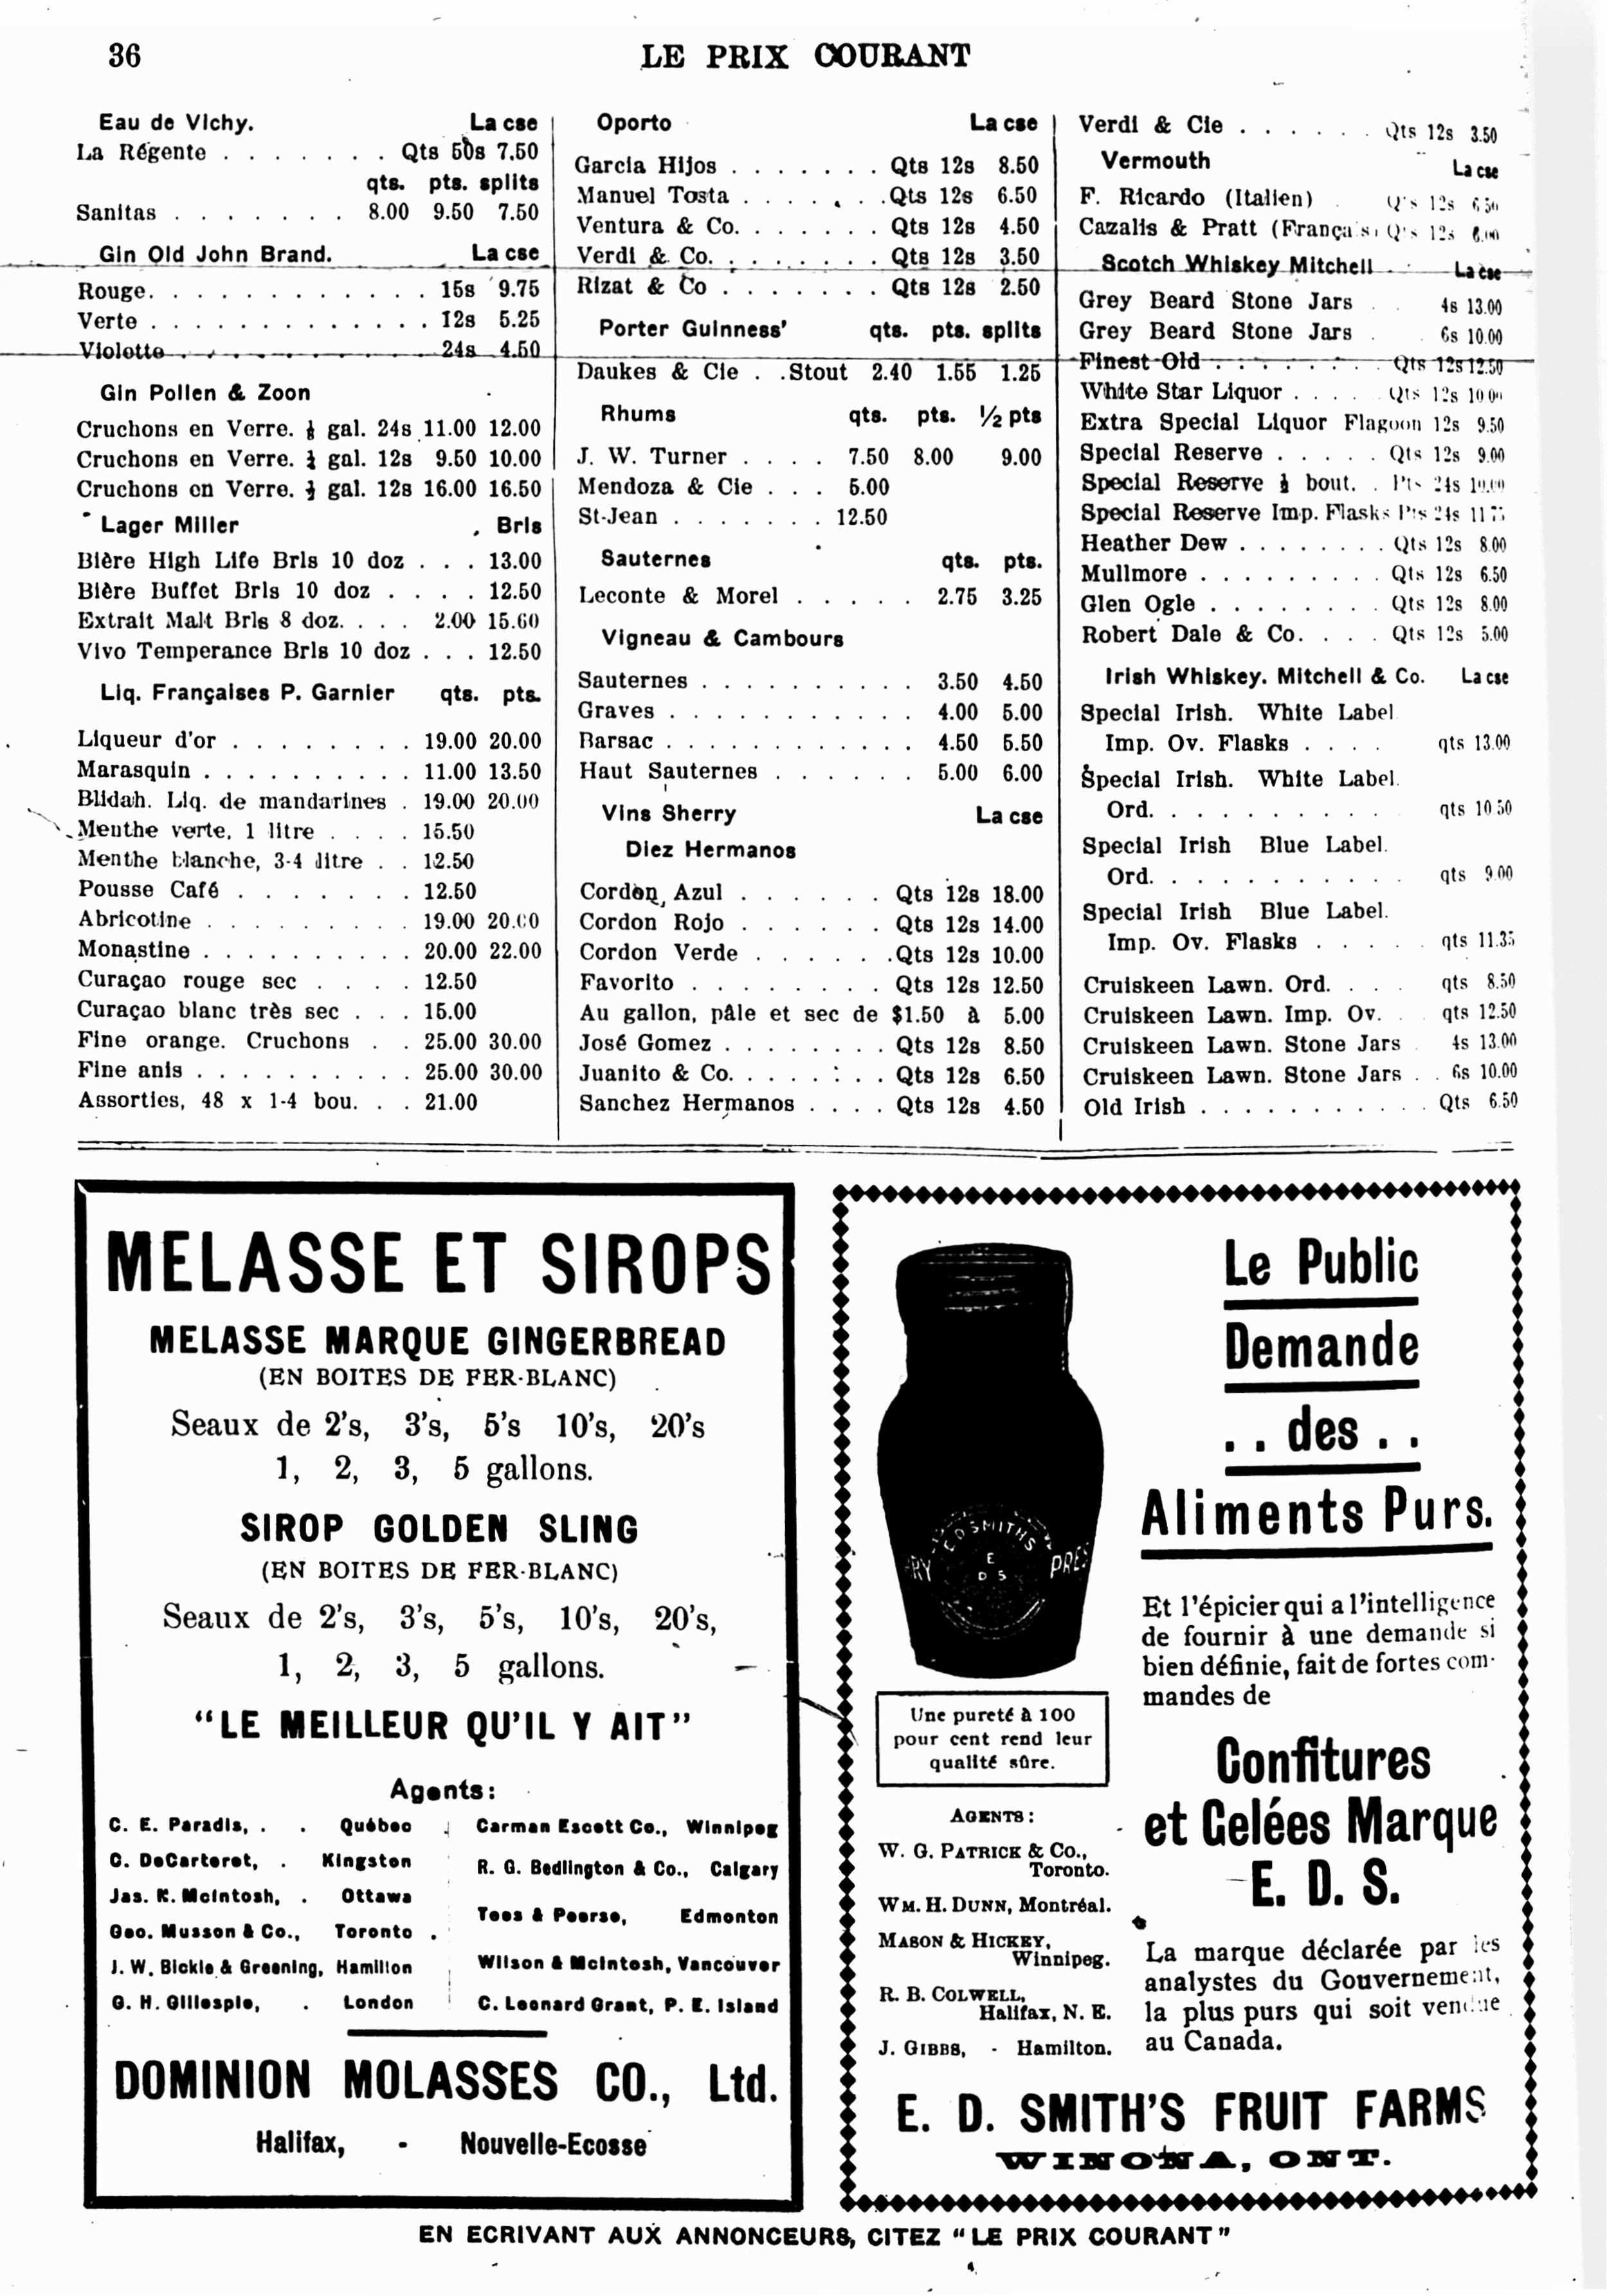 36
LE PRIX COURANT
Eau de Vichy. La cse
La Régente . . . . . . . Qts 50s 7.50
qts. pts. splits
Sanitas . . . . . . . 8.00 9.50 7.50
Gin Old John Brand. La cse
Rouge. . . . . . . . . . . . 15s 9.75
Verte . . . . . . . . . . . . . 12s 5.25
Violette . . . . . . . . . . 24s 4.50
Gin Pollen & Zoon
Cruchons en Verre. gal. 24s 11.00 12.00
Cruchons en Verre. gal. 12s 9.50 10.00
Cruchons en Verre. gal. 12s 16.00 16.50
Lager Miller Brls
Bière High Life Brls 10 doz . . . 13.00
Bière Buffet Brls 10 doz . . . . 12.50
Extrait Malt Brls 8 doz. . . . 2.00 15.60
Vivo Temperance Brls 10 doz . . . 12.50
Liq. Françaises P. Garnier qts. pts.
Liqueur d'or . . . . . . . . 19.00 20.00
Marasquin . . . . . . . . . . 11.00 13.50
Blidah. Liq. de mandarines . 19.00 20.00
Menthe verte, 1 litre . . . . 15.50
Menthe blanche, 3-4 litre . . 12.50
Pousse Café . . . . . . . 12.50
Abricotine . . . . . . . . . 19.00 20.00
Monastine . . . . . . . . . . 20.00 22.00
Curaçao rouge sec . . . . 12.50
Curaçao blanc très sec . . . 15.00
Fine orange. Cruchons . . 25.00 30.00
Fine anis . . . . . . . . . . 25.00 30.00
Assorties, 48 x 1-4 bou. . . 21.00
Oporto La cse
Garcia Hijos . . . . . . . Qts 12s 8.50
Manuel Tosta . . . . . . .Qts 12s 6.50
Ventura & Co. . . . . . . Qts 12s 4.50
Verdi & Co. . . . . . . . Qts 12s 3.50
Rizat & Co . . . . . . . Qts 12s 2.50
Porter Guinness' qts. pts. splits
Daukes & Cie . .Stout 2.40 1.55 1.25
Rhums qts. pts. ½ pts
J. W. Turner . . . . 7.50 8.00 9.00
Mendoza & Cie . . . 5.00
St-Jean . . . . . . . 12.50
Sauternes qts. pts.
Leconte & Morel . . . . . 2.75 3.25
Vigneau & Cambours
Sauternes . . . . . . . . . . 3.50 4.50
Graves . . . . . . . . . . . 4.00 5.00
Barsac . . . . . . . . . . . . 4.50 5.50
Haut Sauternes . . . . . . 5.00 6.00
Vins Sherry La cse
Diez Hermanos
Cordon Azul . . . . . . Qts 12s 18.00
Cordon Rojo . . . . . . Qts 12s 14.00
Cordon Verde . . . . . .Qts 12s 10.00
Favorito . . . . . . . . Qts 12s 12.50
Au gallon, pâle et sec de $1.50 à 5.00
José Gomez . . . . . . . . Qts 12s 8.50
Juanito & Co. . . . . . . . Qts 12s 6.50
Sanchez Hermanos . . . . Qts 12s 4.50
Verdi & Cie . . . . . . Qts 12s 3.50
Vermouth La cse
F. Ricardo (Italien) Q's 12s 6.50
Cazalis & Pratt (Français) Q's 12s 6.00
Scotch Whiskey Mitchell La cse
Grey Beard Stone Jars . . 4s 13.00
Grey Beard Stone Jars . . 6s 10.00
Finest Old . . . . . . . Qts 12s 12.50
White Star Liquor . . . . Qts 12s 10.00
Extra Special Liquor Flagoon 12s 9.50
Special Reserve . . . . . Qts 12s 9.00
Special Reserve ½ bout. . Pts 24s 10.00
Special Reserve Imp. Flasks Pts 24s 11.75
Heather Dew . . . . . . . . Qts 12s 8.00
Mullmore . . . . . . . . . Qts 12s 6.50
Glen Ogle . . . . . . . . Qts 12s 8.00
Robert Dale & Co. . . . . Qts 12s 5.00
Irish Whiskey. Mitchell & Co. La cse
Special Irish. White Label
Imp. Ov. Flasks . . . . qts 13.00
Special Irish. White Label.
Ord. . . . . . . . . . . qts 10.50
Special Irish Blue Label.
Ord. . . . . . . . . . . qts 9.00
Special Irish Blue Label.
Imp. Ov. Flasks . . . . . qts 11.35
Cruiskeen Lawn. Ord. . . . qts 8.50
Cruiskeen Lawn. Imp. Ov. . . qts 12.50
Cruiskeen Lawn. Stone Jars . 4s 13.00
Cruiskeen Lawn. Stone Jars . . 6s 10.00
Old Irish . . . . . . . . . . . Qts 6.50
MELASSE ET SIROPS
MELASSE MARQUE GINGERBREAD
(EN BOITES DE FER-BLANC)
Seaux de 2's, 3's, 5's 10's, 20's
1, 2, 3, 5 gallons.
SIROP GOLDEN SLING
(EN BOITES DE FER-BLANC)
Seaux de 2's, 3's, 5's, 10's, 20's,
1, 2, 3, 5 gallons.
"LE MEILLEUR QU'IL Y AIT"
Agents:
C. E. Paradis, . . Québec
C. DeCarteret, . Kingston
Jas. K. McIntosh, . Ottawa
Geo. Musson & Co., Toronto
J. W. Bickle & Greening, Hamilton
G. H. Gillespie, . London
Carman Escott Co., Winnipeg
R. G. Bedlington & Co., Calgary
Tees & Peerse, Edmonton
Wilson & McIntosh, Vancouver
C. Leonard Grant, P. E. Island
DOMINION MOLASSES CO., Ltd.
Halifax, - Nouvelle-Ecosse
Le Public
Demande
. . des . .
Aliments Purs.
E D SMITHS
E
D S
RY PRES
Et l'épicier qui a l'intelligence
de fournir à une demande si
bien définie, fait de fortes com-
mandes de
Une pureté à 100
pour cent rend leur
qualité sûre.
Confitures
et Gelées Marque
E. D. S.
AGENTS:
W. G. PATRICK & Co.,
Toronto.
WM. H. DUNN, Montréal.
MASON & HICKEY,
Winnipeg.
R. B. COLWELL,
Halifax, N. E.
J. GIBBS, - Hamilton.
La marque déclarée par les
analystes du Gouvernement,
la plus purs qui soit vendue
au Canada.
E. D. SMITH'S FRUIT FARMS
WINONA, ONT.
EN ECRIVANT AUX ANNONCEURS, CITEZ "LE PRIX COURANT"